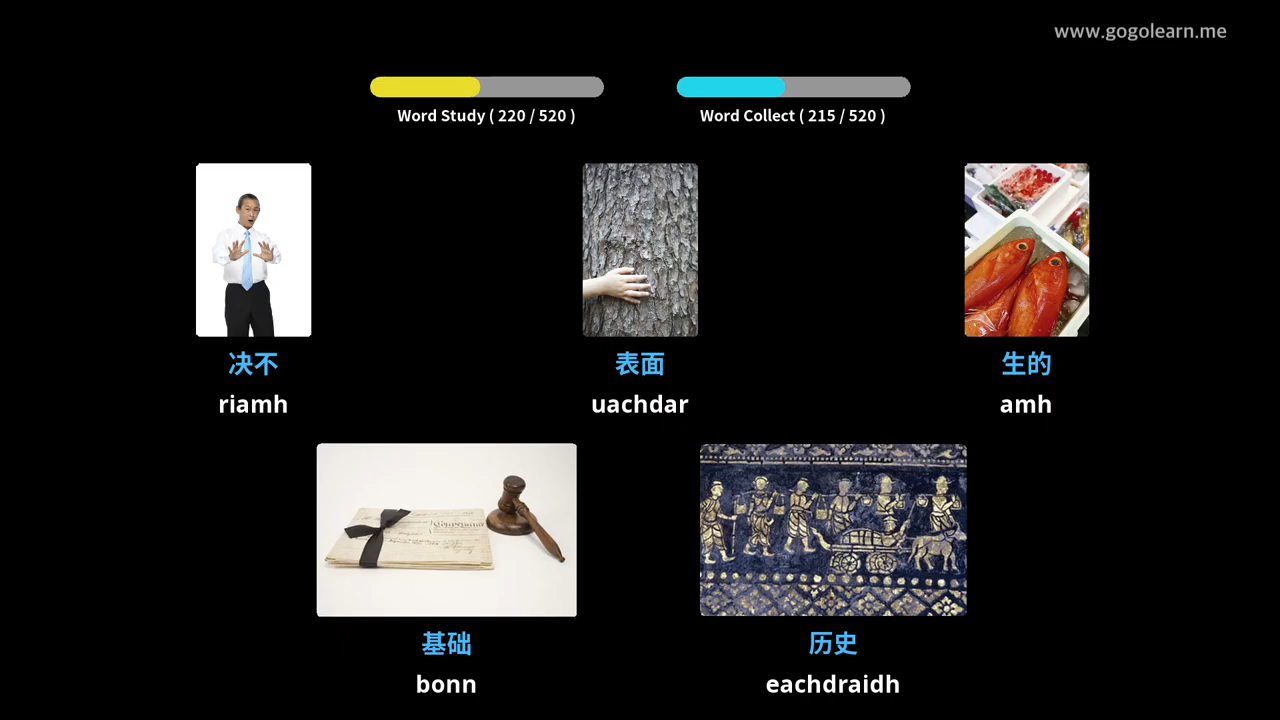 www.gogolearn.me
Word Study ( 220 / 520 )
Word Collect ( 215 / 520 )
决不
riamh
表面
uachdar
生的
amh
基础
bonn
历史
eachdraidh